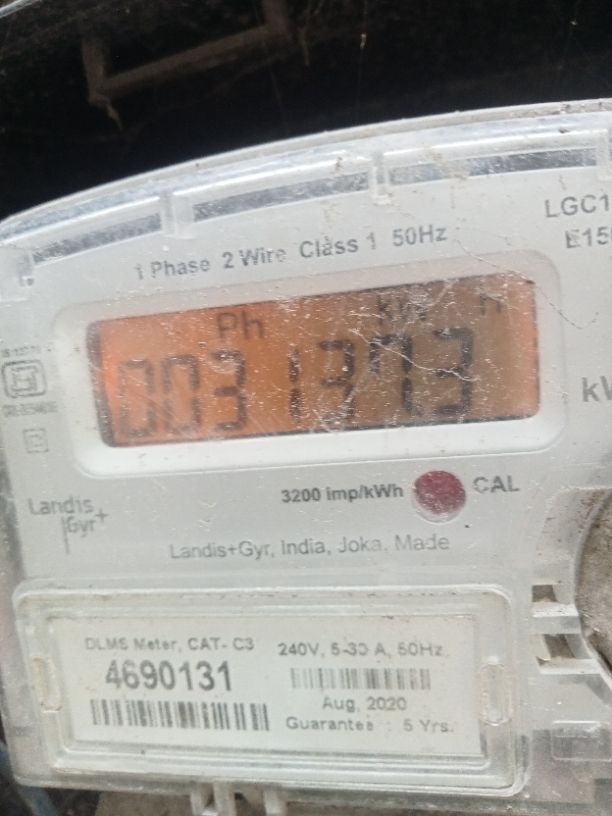 LGC1
E15
1 Phase 2 Wire Class 1 50Hz
Ph kW h
0031373
kW
3200 imp/kWh CAL
Landis
Gyr+
Landis+Gyr, India, Joka, Made
DLMS Meter, CAT- C3
4690131
240V, 5-30 A, 50Hz
Aug, 2020
Guarantee : 5 Yrs.